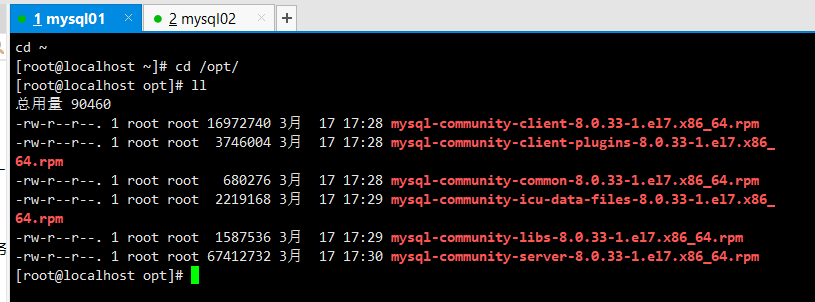 1 mysql01 × 2 mysql02 × +
cd ~
[root@localhost ~]# cd /opt/
[root@localhost opt]# ll
总用量 90460
-rw-r--r--. 1 root root 16972740 3月  17 17:28 mysql-community-client-8.0.33-1.el7.x86_64.rpm
-rw-r--r--. 1 root root  3746004 3月  17 17:28 mysql-community-client-plugins-8.0.33-1.el7.x86_
64.rpm
-rw-r--r--. 1 root root   680276 3月  17 17:28 mysql-community-common-8.0.33-1.el7.x86_64.rpm
-rw-r--r--. 1 root root  2219168 3月  17 17:29 mysql-community-icu-data-files-8.0.33-1.el7.x86_
64.rpm
-rw-r--r--. 1 root root  1587536 3月  17 17:29 mysql-community-libs-8.0.33-1.el7.x86_64.rpm
-rw-r--r--. 1 root root 67412732 3月  17 17:30 mysql-community-server-8.0.33-1.el7.x86_64.rpm
[root@localhost opt]#